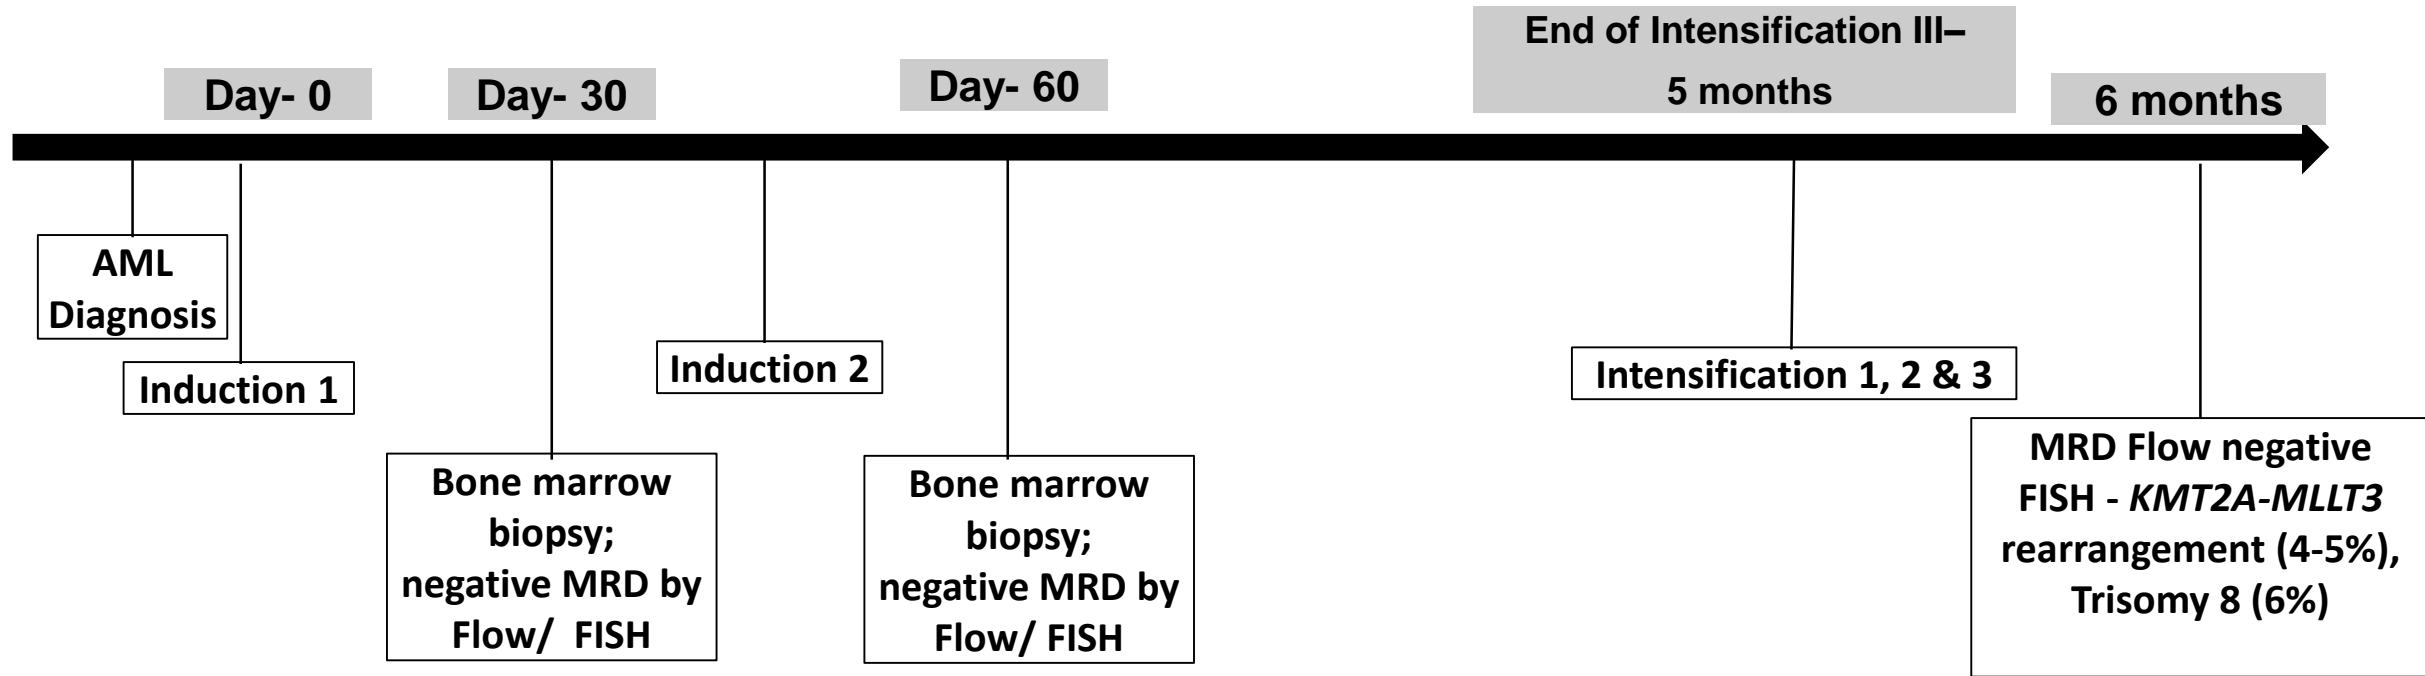 Day- 0
Day- 30
Day- 60
End of Intensification III–
5 months
6 months
AML
Diagnosis
Induction 1
Bone marrow
biopsy;
negative MRD by
Flow/  FISH
Induction 2
Bone marrow
biopsy;
negative MRD by
Flow/ FISH
Intensification 1, 2 & 3
MRD Flow negative
FISH - KMT2A-MLLT3
rearrangement (4-5%),
Trisomy 8 (6%)